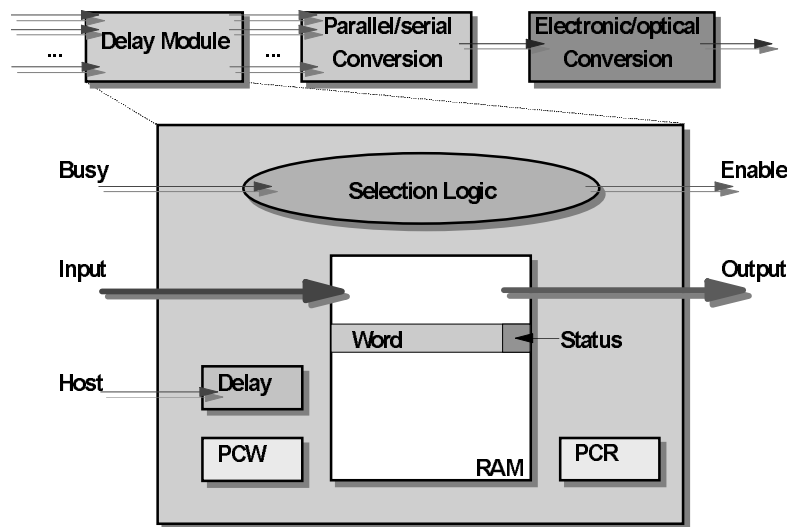 Delay Module
Parallel/serial
Conversion
Electronic/optical
Conversion
...
...
Busy
Selection Logic
Enable
Input
Output
Word
Status
Host
Delay
PCW
RAM
PCR